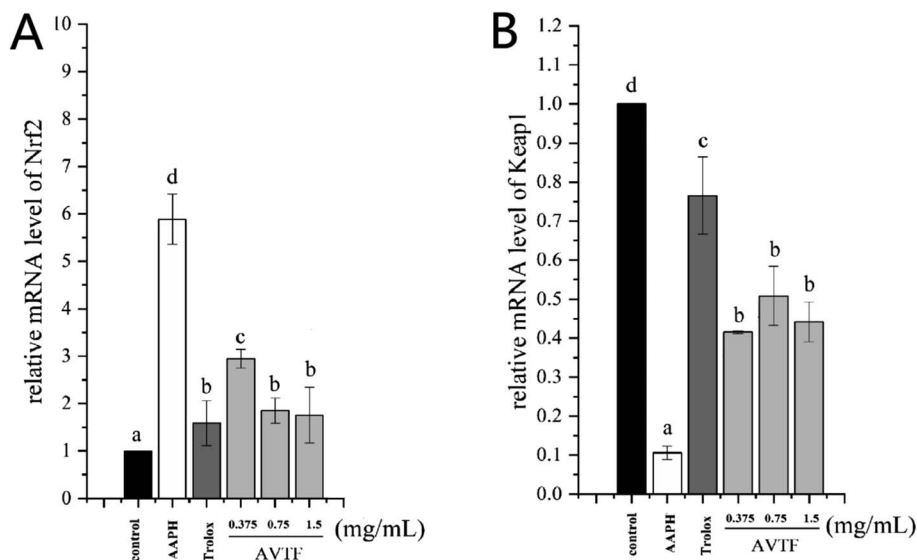 A
relative mRNA level of Nrf2
10
9
8
7
6
5
4
3
2
1
0
a
d
b
c
b
b
control
AAPH
Trolox
0.375 0.75 1.5 (mg/mL)
AVTF
B
relative mRNA level of Keap1
1.2
1.1
1.0
0.9
0.8
0.7
0.6
0.5
0.4
0.3
0.2
0.1
0.0
d
a
c
b
b
b
control
AAPH
Trolox
0.375 0.75 1.5 (mg/mL)
AVTF